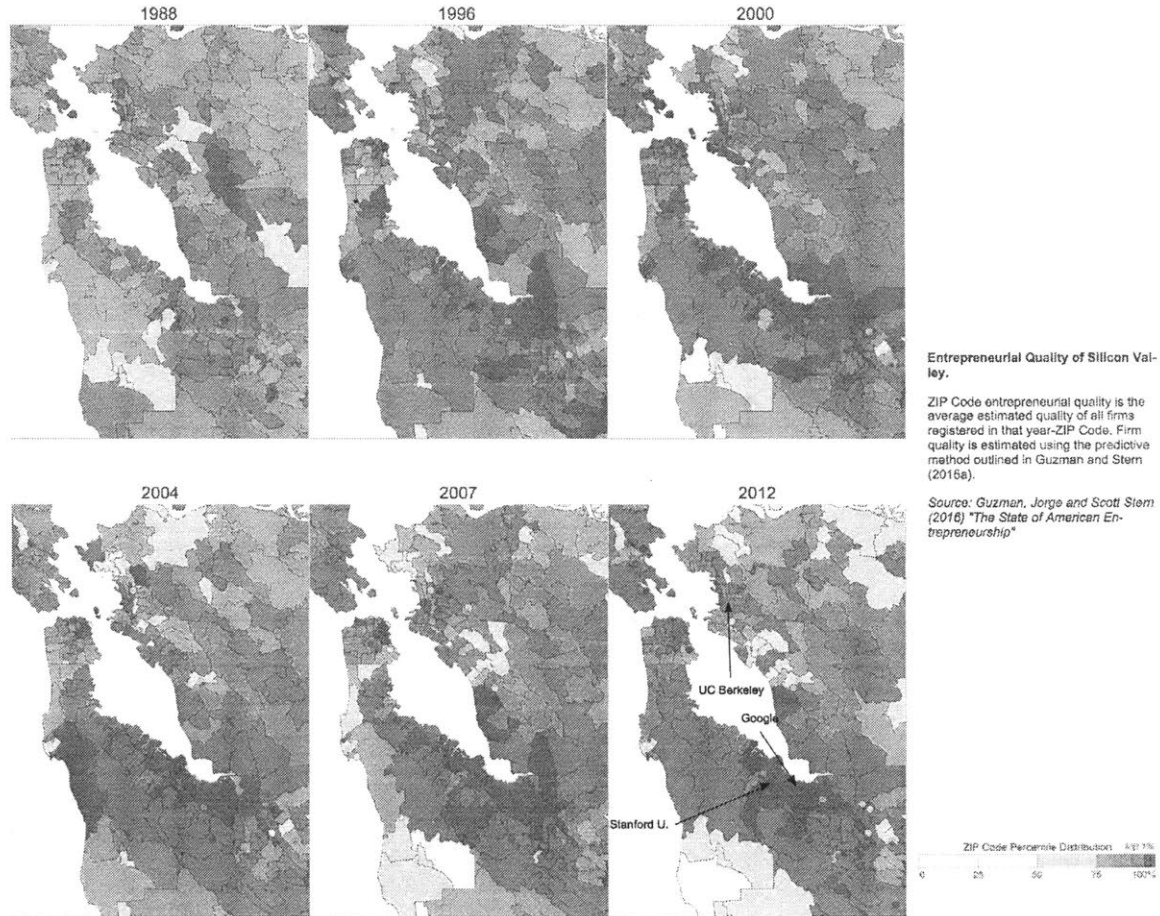 1988
1996
2000
Entrepreneurial Quality of Silicon Val-
ley.
ZIP Code entrepreneurial quality is the
average estimated quality of all firms
registered in that year-ZIP Code. Firm
quality is estimated using the predictive
method outlined in Guzman and Stern
(2016a).
Source: Guzman, Jorge and Scott Stern
(2016) "The State of American En-
trepreneurship"
2004
2007
2012
UC Berkeley
Google
Stanford U.
ZIP Code Percentile Distribution top 1%
0 25 50 75 100%